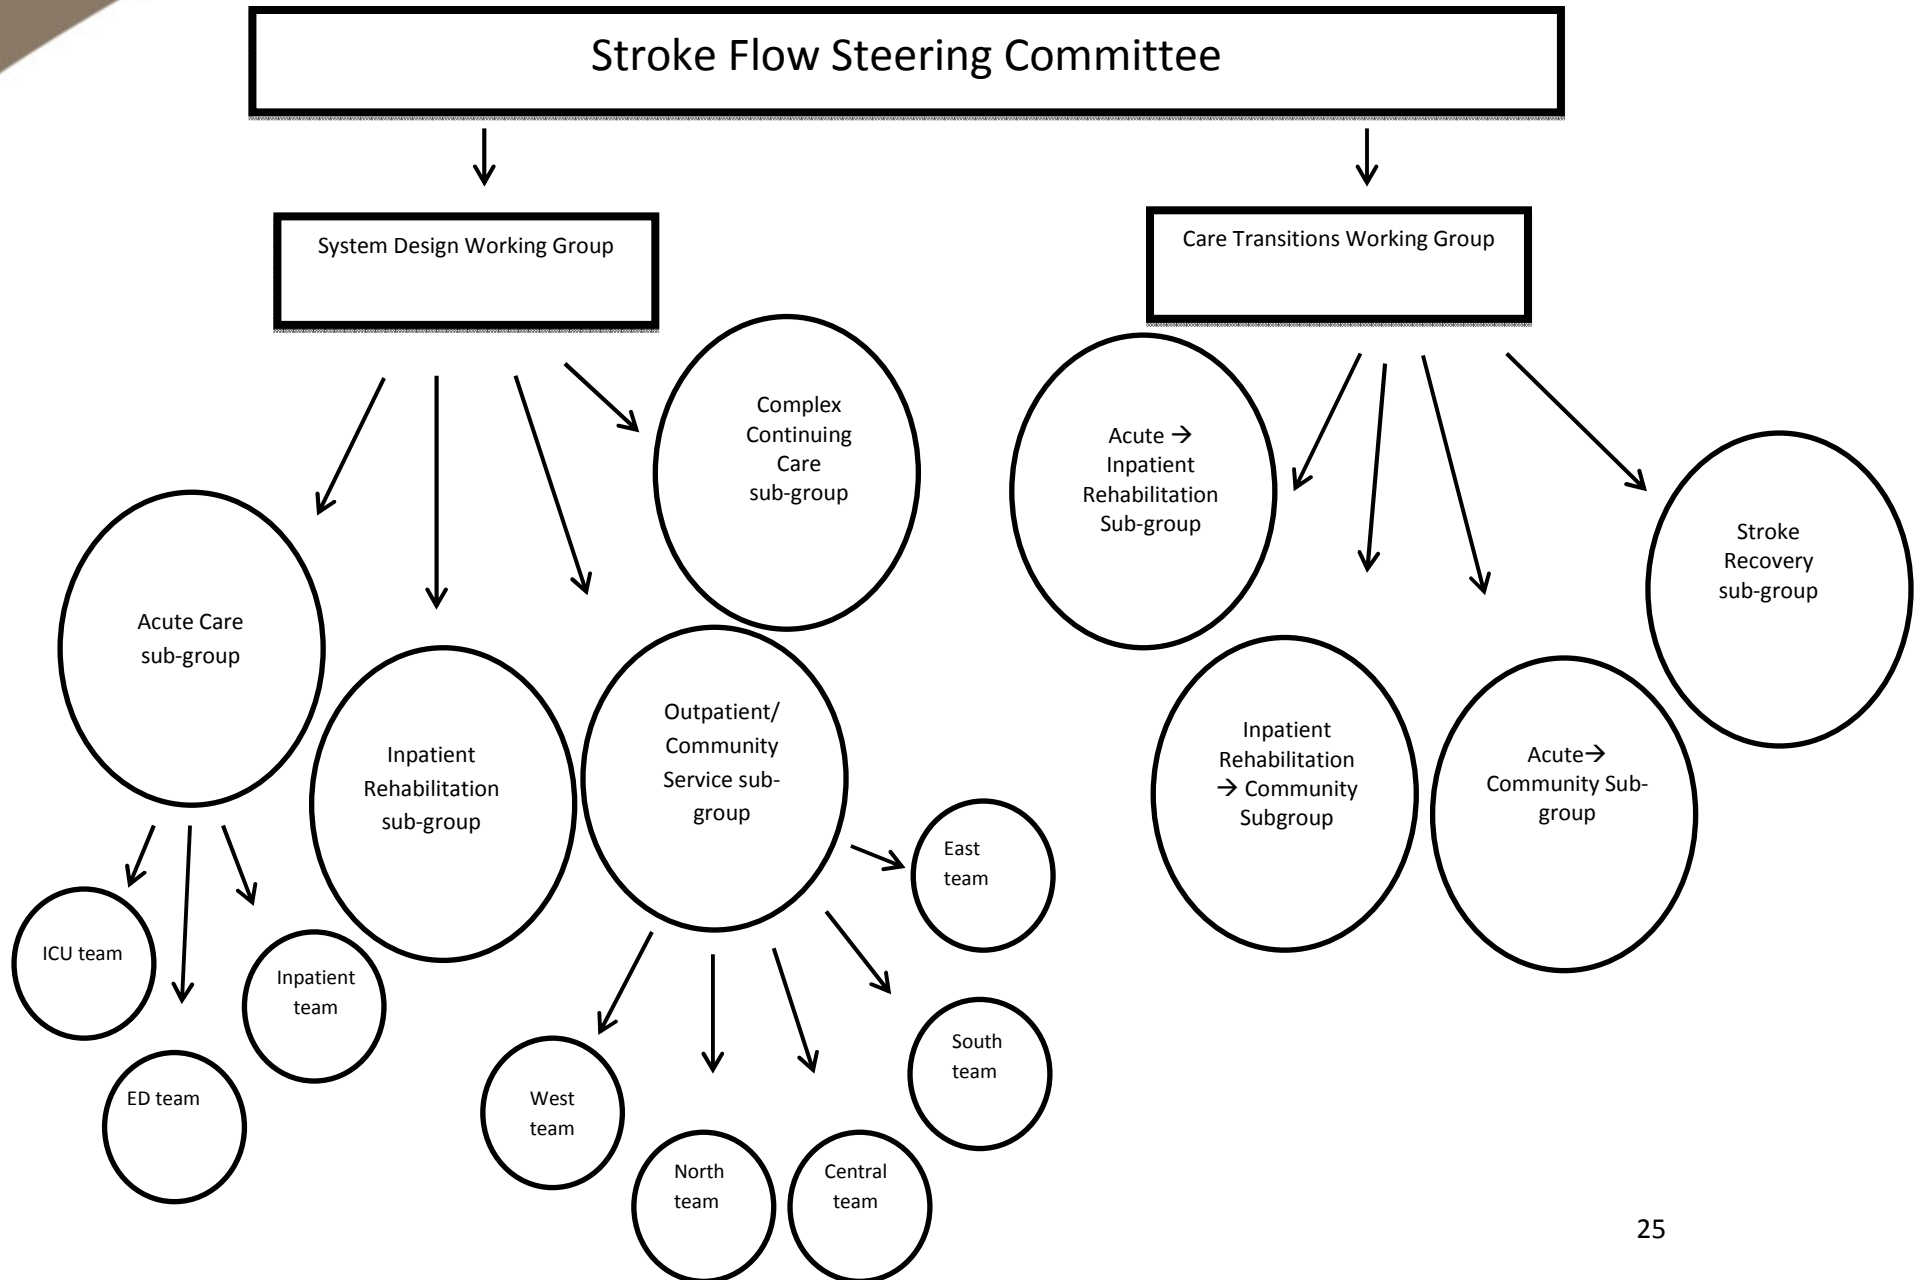 Stroke Flow Steering Committee
System Design Working Group
Care Transitions Working Group
Complex
Continuing
Care
sub-group
Acute →
Inpatient
Rehabilitation
Sub-group
Stroke
Recovery
sub-group
Acute Care
sub-group
Inpatient
Rehabilitation
sub-group
Outpatient/
Community
Service sub-
group
Inpatient
Rehabilitation
→ Community
Subgroup
Acute→
Community Sub-
group
East
team
ICU team
Inpatient
team
ED team
South
team
West
team
North
team
Central
team
25